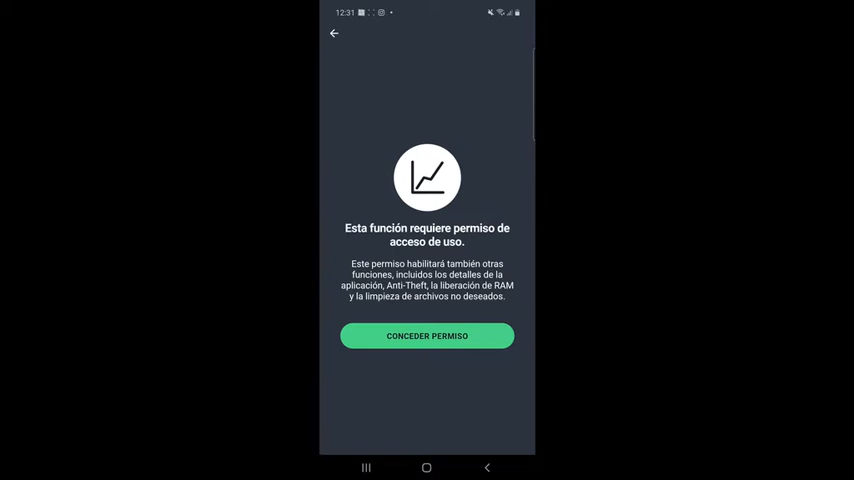 12:31
Esta función requiere permiso de
acceso de uso.
Este permiso habilitará también otras
funciones, incluidos los detalles de la
aplicación, Anti-Theft, la liberación de RAM
y la limpieza de archivos no deseados.
CONCEDER PERMISO